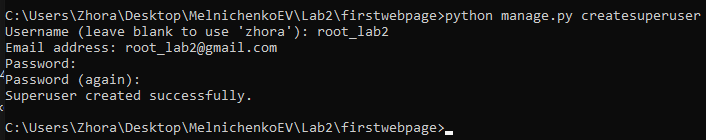 C:\Users\Zhora\Desktop\MelnichenkoEV\Lab2\firstwebpage>python manage.py createsuperuser
Username (leave blank to use 'zhora'): root_lab2
Email address: root_lab2@gmail.com
Password:
Password (again):
Superuser created successfully.
C:\Users\Zhora\Desktop\MelnichenkoEV\Lab2\firstwebpage>